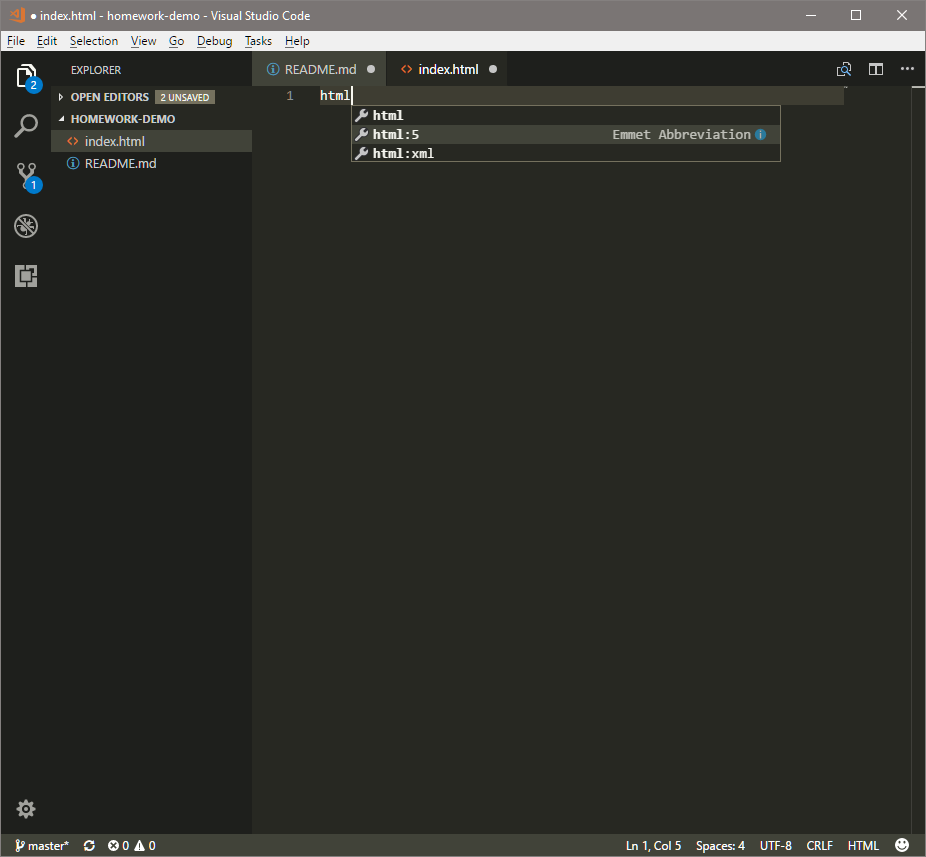 ● index.html - homework-demo - Visual Studio Code
File Edit Selection View Go Debug Tasks Help
EXPLORER
README.md
index.html
OPEN EDITORS 2 UNSAVED
HOMEWORK-DEMO
index.html
README.md
2
1
1 html
html
html:5 Emmet Abbreviation
html:xml
master* 0 0 Ln 1, Col 5 Spaces: 4 UTF-8 CRLF HTML